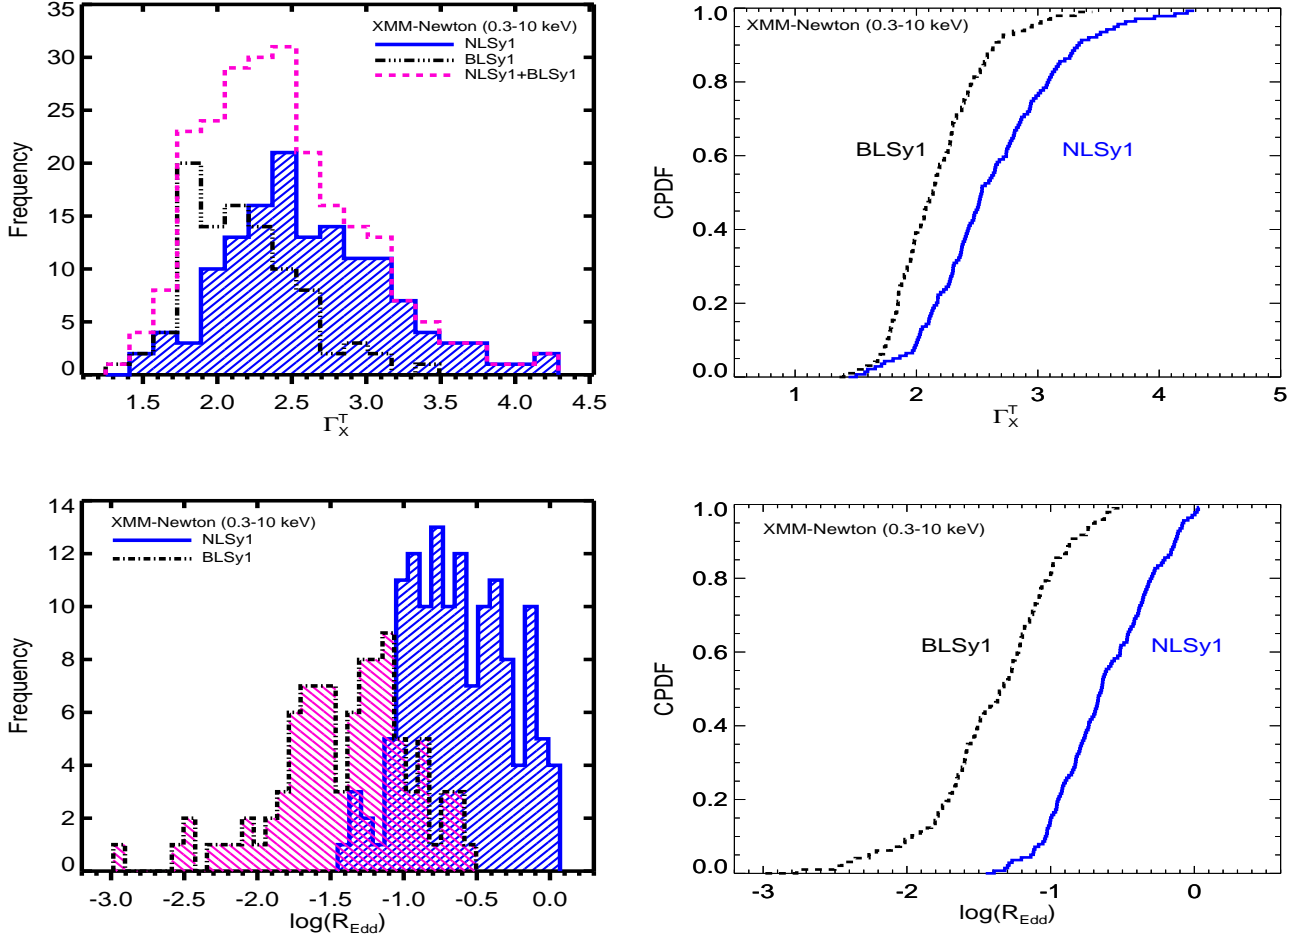 35
30
25
20
15
10
5
0
Frequency
XMM-Newton (0.3-10 keV)
NLSy1
BLSy1
NLSy1+BLSy1
1.5 2.0 2.5 3.0 3.5 4.0 4.5
Γ_X^T
1.0
0.8
0.6
0.4
0.2
0.0
CPDF
XMM-Newton (0.3-10 keV)
BLSy1
NLSy1
1 2 3 4 5
Γ_X^T
14
12
10
8
6
4
2
0
Frequency
XMM-Newton (0.3-10 keV)
NLSy1
BLSy1
-3.0 -2.5 -2.0 -1.5 -1.0 -0.5 0.0
log(R_Edd)
1.0
0.8
0.6
0.4
0.2
0.0
CPDF
XMM-Newton (0.3-10 keV)
BLSy1
NLSy1
-3 -2 -1 0
log(R_Edd)